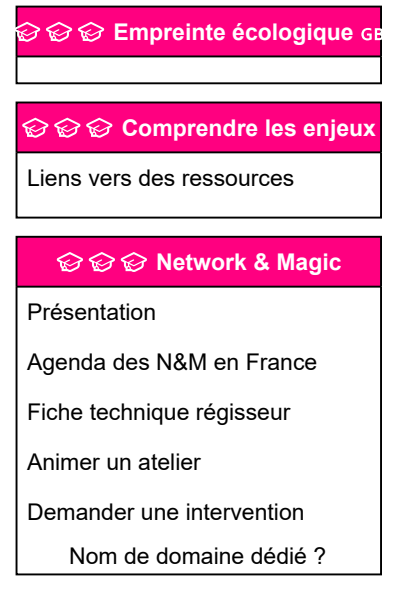 Empreinte écologique GB
Comprendre les enjeux
Liens vers des ressources
Network & Magic
Présentation
Agenda des N&M en France
Fiche technique régisseur
Animer un atelier
Demander une intervention
Nom de domaine dédié ?